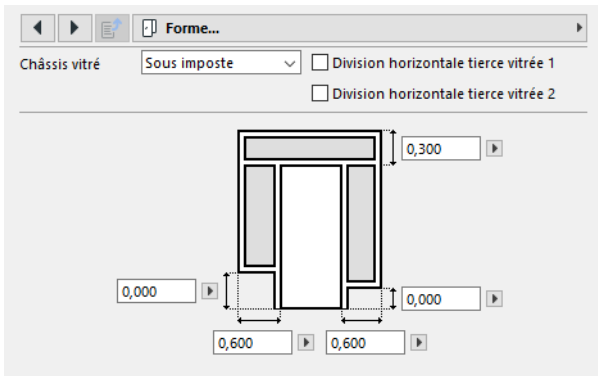 Forme...
Châssis vitré Sous imposte Division horizontale tierce vitrée 1
Division horizontale tierce vitrée 2
0,300
0,000
0,000
0,600 0,600